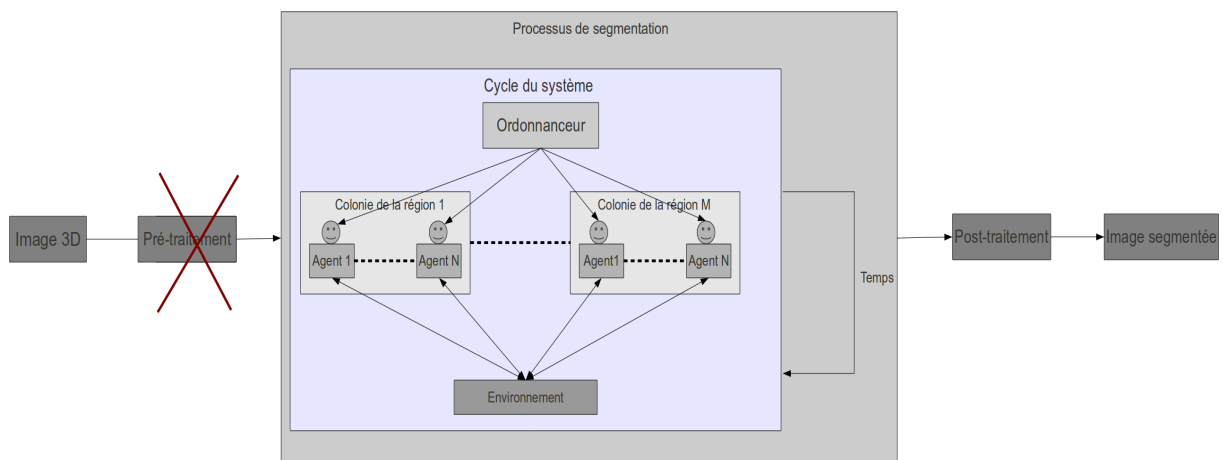 Processus de segmentation
Cycle du système
Ordonnanceur
Colonie de la région 1
Colonie de la région M
Image 3D
Pré-traitement
Agent 1
Agent N
Agent1
Agent N
Post-traitement
Image segmentée
Temps
Environnement